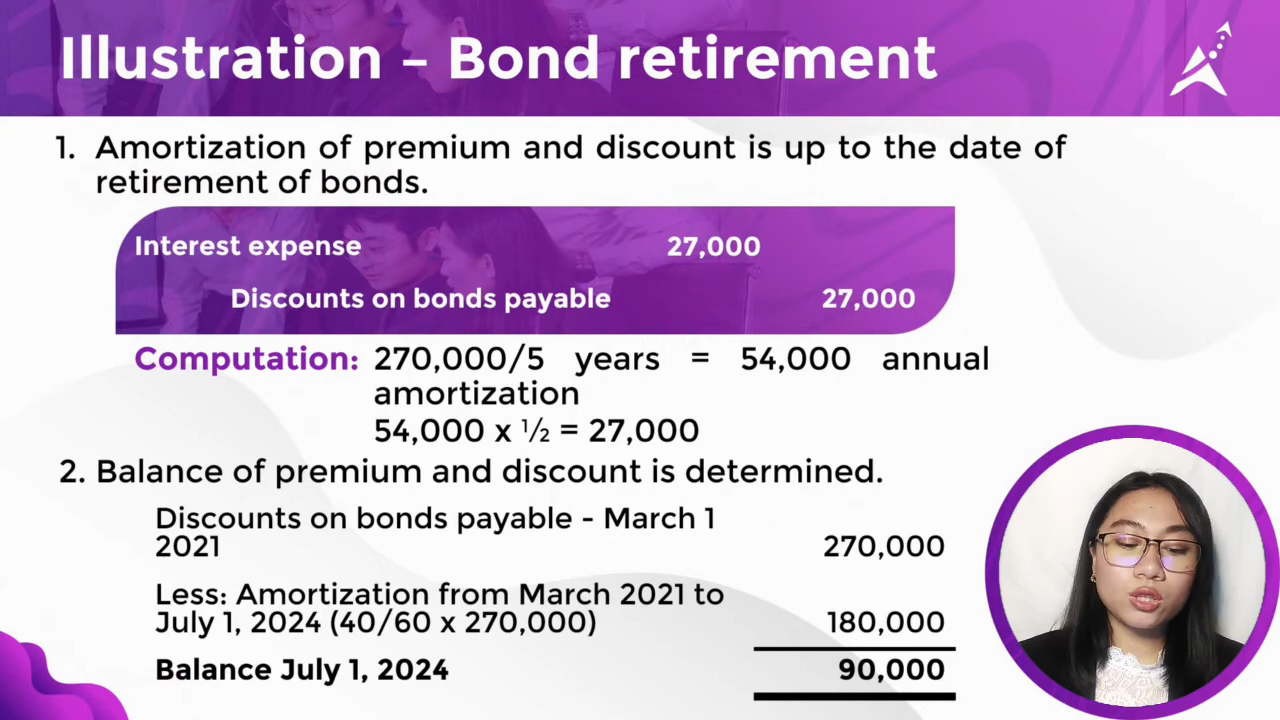 Illustration – Bond retirement
1. Amortization of premium and discount is up to the date of
retirement of bonds.
Interest expense 27,000
Discounts on bonds payable 27,000
Computation: 270,000/5 years = 54,000 annual
amortization
54,000 x ½ = 27,000
2. Balance of premium and discount is determined.
Discounts on bonds payable - March 1
2021 270,000
Less: Amortization from March 2021 to
July 1, 2024 (40/60 x 270,000) 180,000
Balance July 1, 2024 90,000